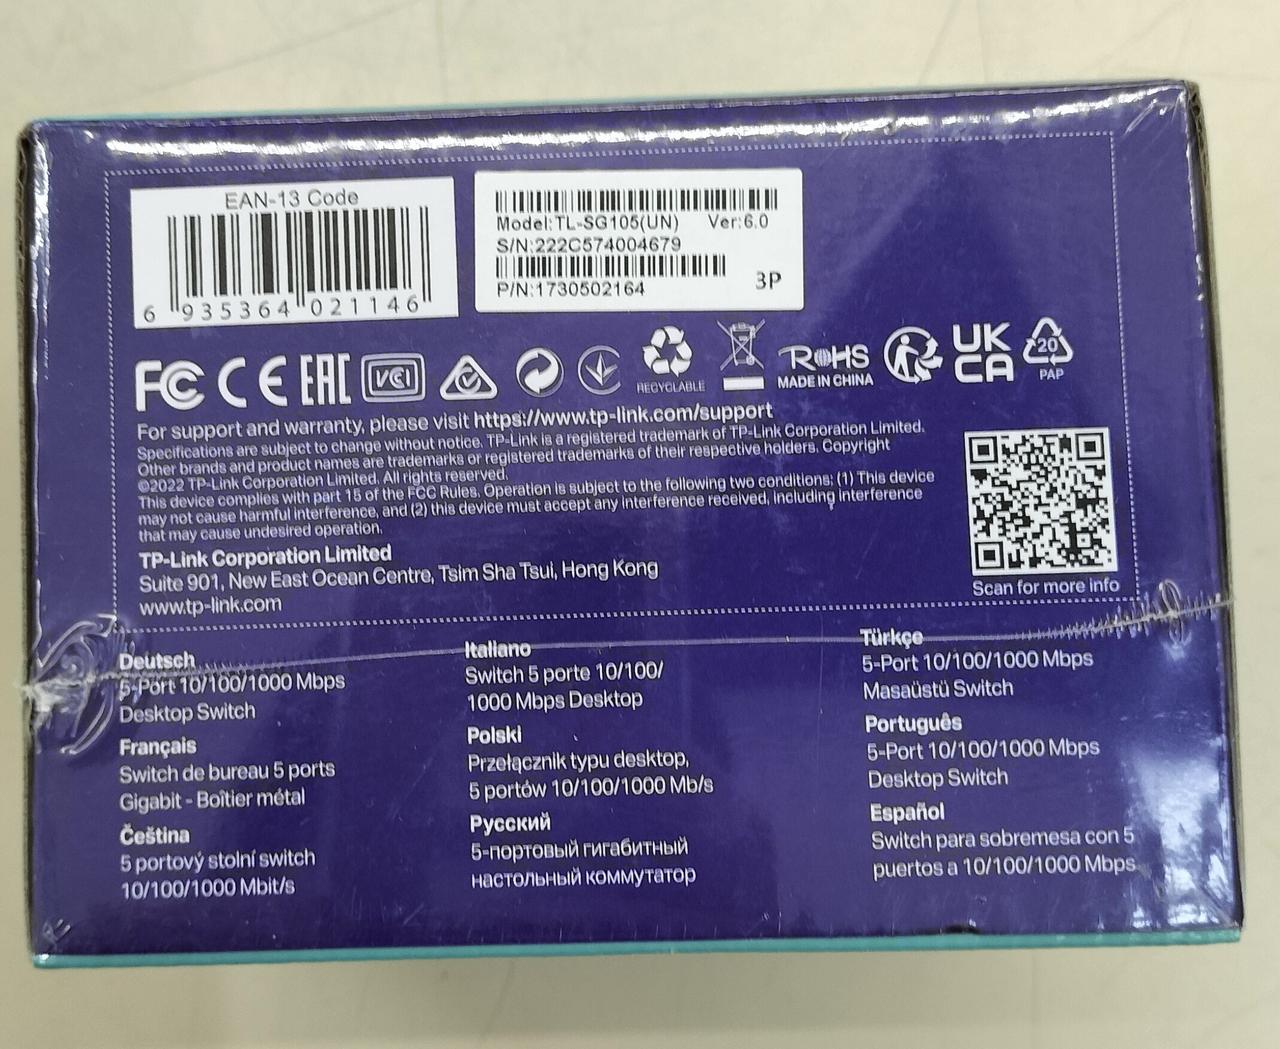 EAN-13 Code
6 935364 021146
Model:TL-SG105(UN) Ver:6.0
S/N:222C574004679
P/N:1730502164
3P
FC CE EAC VCCI
RECYCLABLE
RoHS
MADE IN CHINA
UK
CA
20
PAP
For support and warranty, please visit https://www.tp-link.com/support
Specifications are subject to change without notice. TP-Link is a registered trademark of TP-Link Corporation Limited.
Other brands and product names are trademarks or registered trademarks of their respective holders. Copyright
©2022 TP-Link Corporation Limited. All rights reserved.
This device complies with part 15 of the FCC Rules. Operation is subject to the following two conditions: (1) This device
may not cause harmful interference, and (2) this device must accept any interference received, including interference
that may cause undesired operation.
TP-Link Corporation Limited
Suite 901, New East Ocean Centre, Tsim Sha Tsui, Hong Kong
www.tp-link.com
Scan for more info
Deutsch
5-Port 10/100/1000 Mbps
Desktop Switch
Français
Switch de bureau 5 ports
Gigabit - Boîtier métal
Čeština
5 portový stolní switch
10/100/1000 Mbit/s
Italiano
Switch 5 porte 10/100/
1000 Mbps Desktop
Polski
Przełącznik typu desktop,
5 portów 10/100/1000 Mb/s
Русский
5-портовый гигабитный
настольный коммутатор
Türkçe
5-Port 10/100/1000 Mbps
Masaüstü Switch
Português
5-Port 10/100/1000 Mbps
Desktop Switch
Español
Switch para sobremesa con 5
puertos a 10/100/1000 Mbps